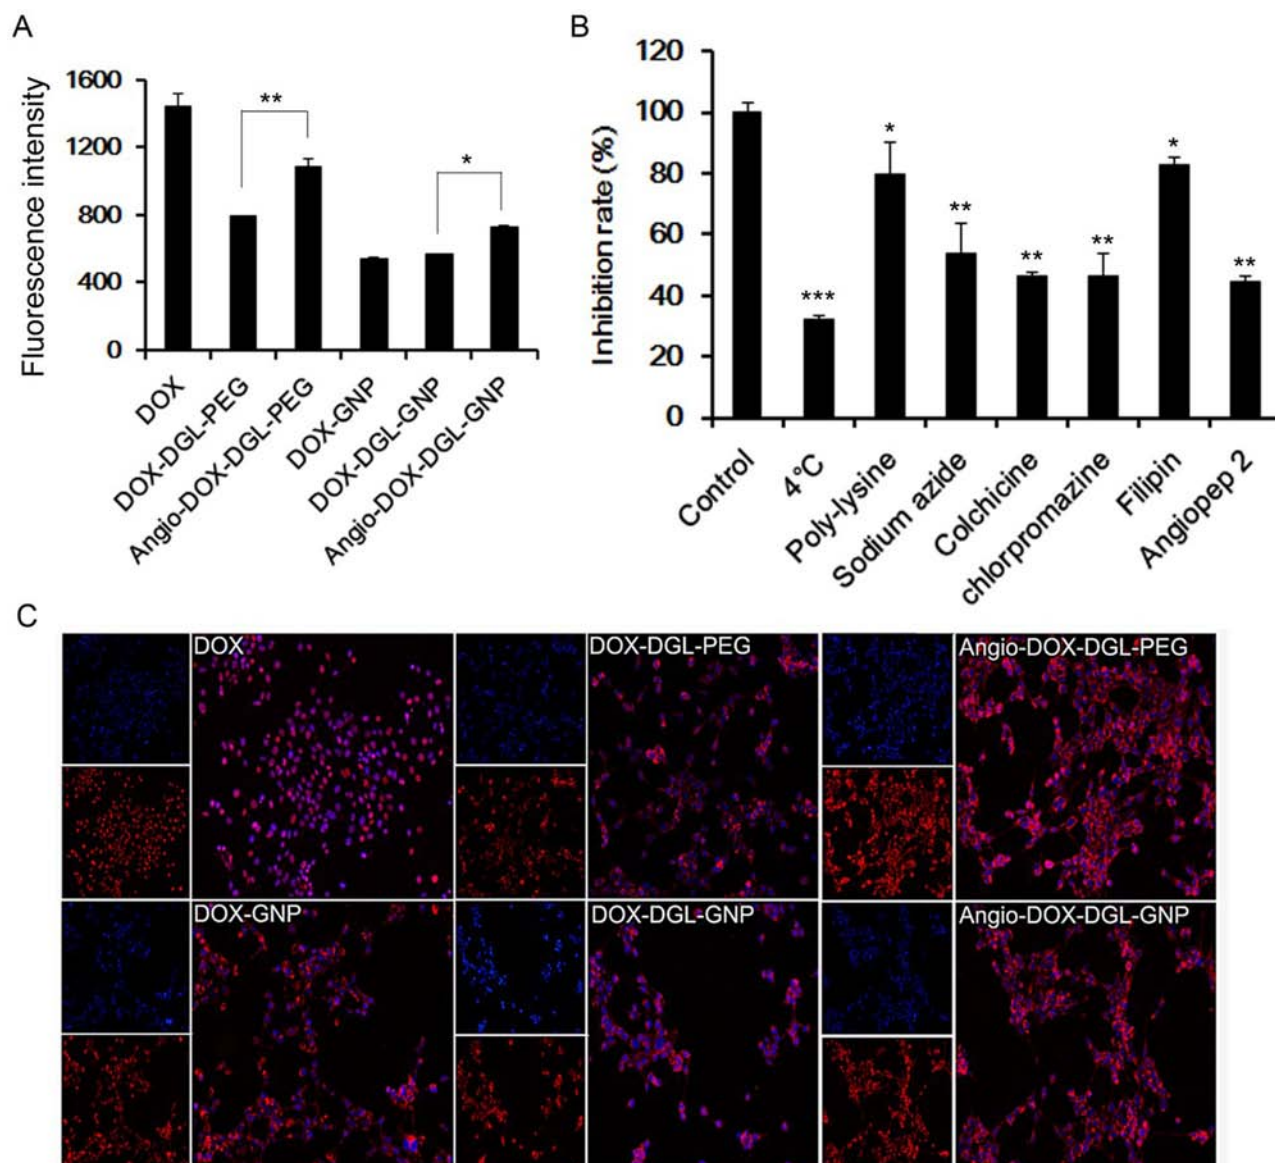 A
Fluorescence intensity
1600
1200
800
400
0
**
*
DOX
DOX-DGL-PEG
Angio-DOX-DGL-PEG
DOX-GNP
DOX-DGL-GNP
Angio-DOX-DGL-GNP
B
Inhibition rate (%)
120
100
80
60
40
20
0
***
*
**
**
**
*
**
Control
4°C
Poly-lysine
Sodium azide
Colchicine
chlorpromazine
Filipin
Angiopep 2
C
DOX
DOX-DGL-PEG
Angio-DOX-DGL-PEG
DOX-GNP
DOX-DGL-GNP
Angio-DOX-DGL-GNP